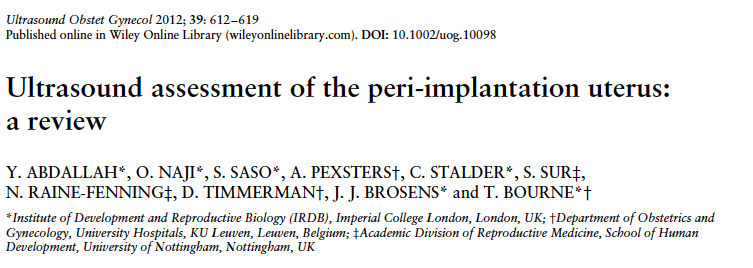 Ultrasound Obstet Gynecol 2012; 39: 612–619
Published online in Wiley Online Library (wileyonlinelibrary.com). DOI: 10.1002/uog.10098
Ultrasound assessment of the peri-implantation uterus:
a review
Y. ABDALLAH*, O. NAJI*, S. SASO*, A. PEXSTERS†, C. STALDER*, S. SUR‡,
N. RAINE-FENNING‡, D. TIMMERMAN†, J. J. BROSENS* and T. BOURNE*†
*Institute of Development and Reproductive Biology (IRDB), Imperial College London, London, UK; †Department of Obstetrics and
Gynecology, University Hospitals, KU Leuven, Leuven, Belgium; ‡Academic Division of Reproductive Medicine, School of Human
Development, University of Nottingham, Nottingham, UK